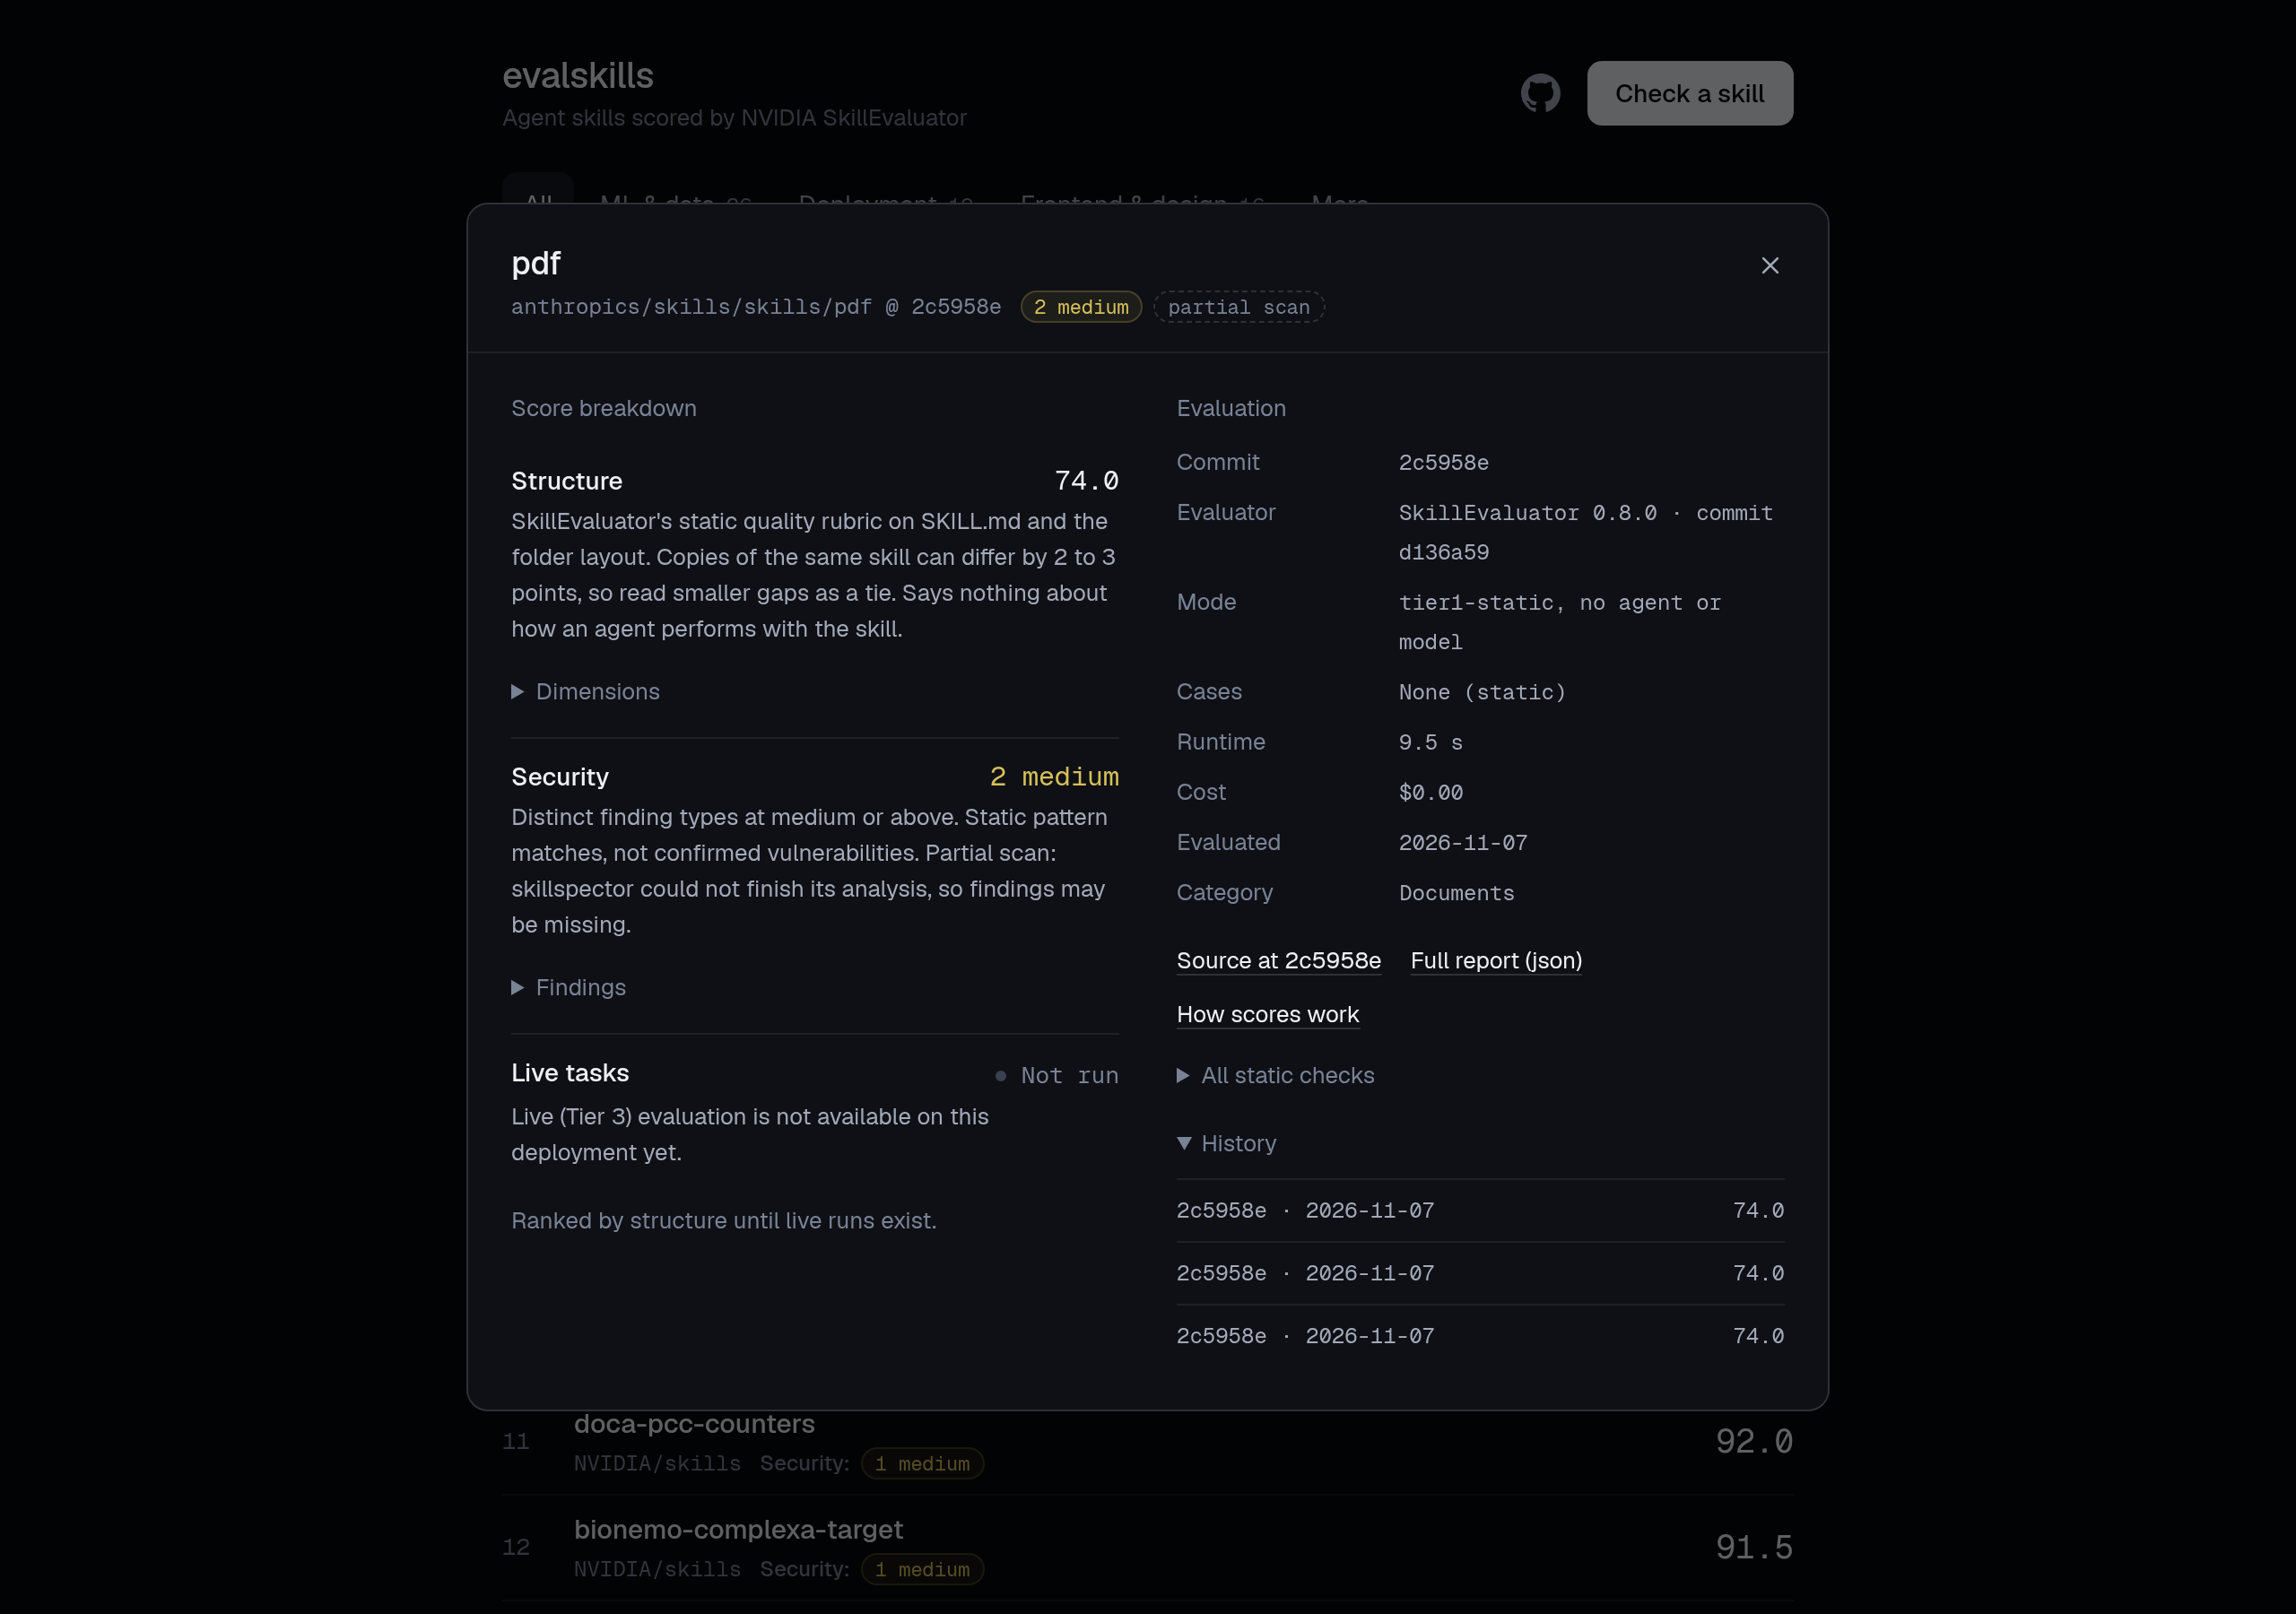 evalskills
Agent skills scored by NVIDIA SkillEvaluator
Check a skill
pdf
anthropics/skills/skills/pdf @ 2c5958e 2 medium partial scan
Score breakdown
Structure 74.0
SkillEvaluator's static quality rubric on SKILL.md and the
folder layout. Copies of the same skill can differ by 2 to 3
points, so read smaller gaps as a tie. Says nothing about
how an agent performs with the skill.
▶ Dimensions
Security 2 medium
Distinct finding types at medium or above. Static pattern
matches, not confirmed vulnerabilities. Partial scan:
skillspector could not finish its analysis, so findings may
be missing.
▶ Findings
Live tasks Not run
Live (Tier 3) evaluation is not available on this
deployment yet.
Ranked by structure until live runs exist.
Evaluation
Commit 2c5958e
Evaluator SkillEvaluator 0.8.0 · commit
d136a59
Mode tier1-static, no agent or
model
Cases None (static)
Runtime 9.5 s
Cost $0.00
Evaluated 2026-11-07
Category Documents
Source at 2c5958e Full report (json)
How scores work
▶ All static checks
▼ History
2c5958e · 2026-11-07 74.0
2c5958e · 2026-11-07 74.0
2c5958e · 2026-11-07 74.0
11 doca-pcc-counters 92.0
NVIDIA/skills Security: 1 medium
12 bionemo-complexa-target 91.5
NVIDIA/skills Security: 1 medium